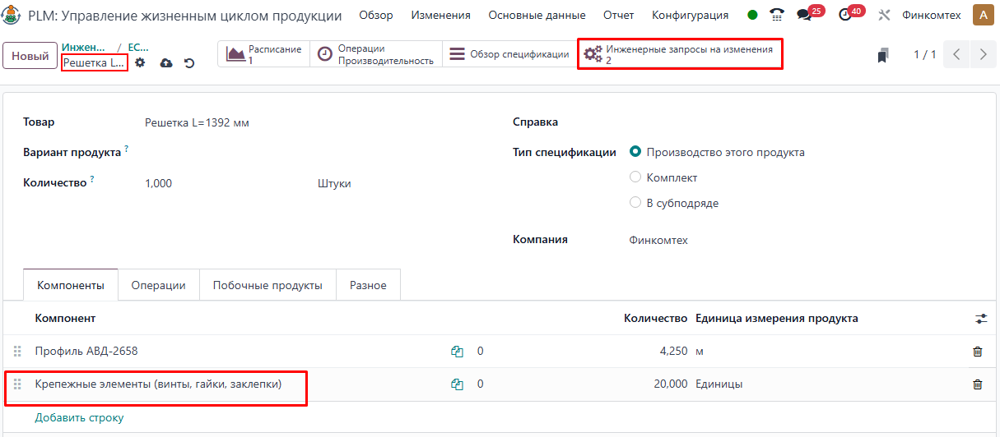 PLM: Управление жизненным циклом продукции Обзор Изменения Основные данные Отчет Конфигурация 25 40 Финкомтех A
Новый
Инжен... / EC...
Решетка L...
Расписание
1
Операции
Производительность
Обзор спецификации
Инженерные запросы на изменения
2
1 / 1
Товар Решетка L=1392 мм
Вариант продукта ?
Количество ? 1,000 Штуки
Справка
Тип спецификации Производство этого продукта
Комплект
В субподряде
Компания Финкомтех
Компоненты Операции Побочные продукты Разное
Компонент Количество Единица измерения продукта
Профиль АВД-2658 0 4,250 м
Крепежные элементы (винты, гайки, заклепки) 0 20,000 Единицы
Добавить строку